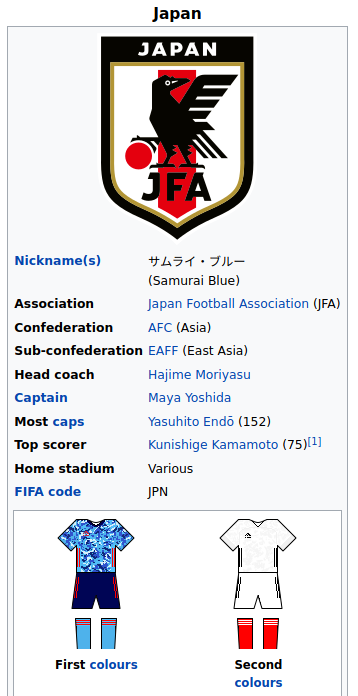 Japan
JAPAN
JFA
Nickname(s) サムライ・ブルー
(Samurai Blue)
Association Japan Football Association (JFA)
Confederation AFC (Asia)
Sub-confederation EAFF (East Asia)
Head coach Hajime Moriyasu
Captain Maya Yoshida
Most caps Yasuhito Endō (152)
Top scorer Kunishige Kamamoto (75)[1]
Home stadium Various
FIFA code JPN
First colours
Second
colours